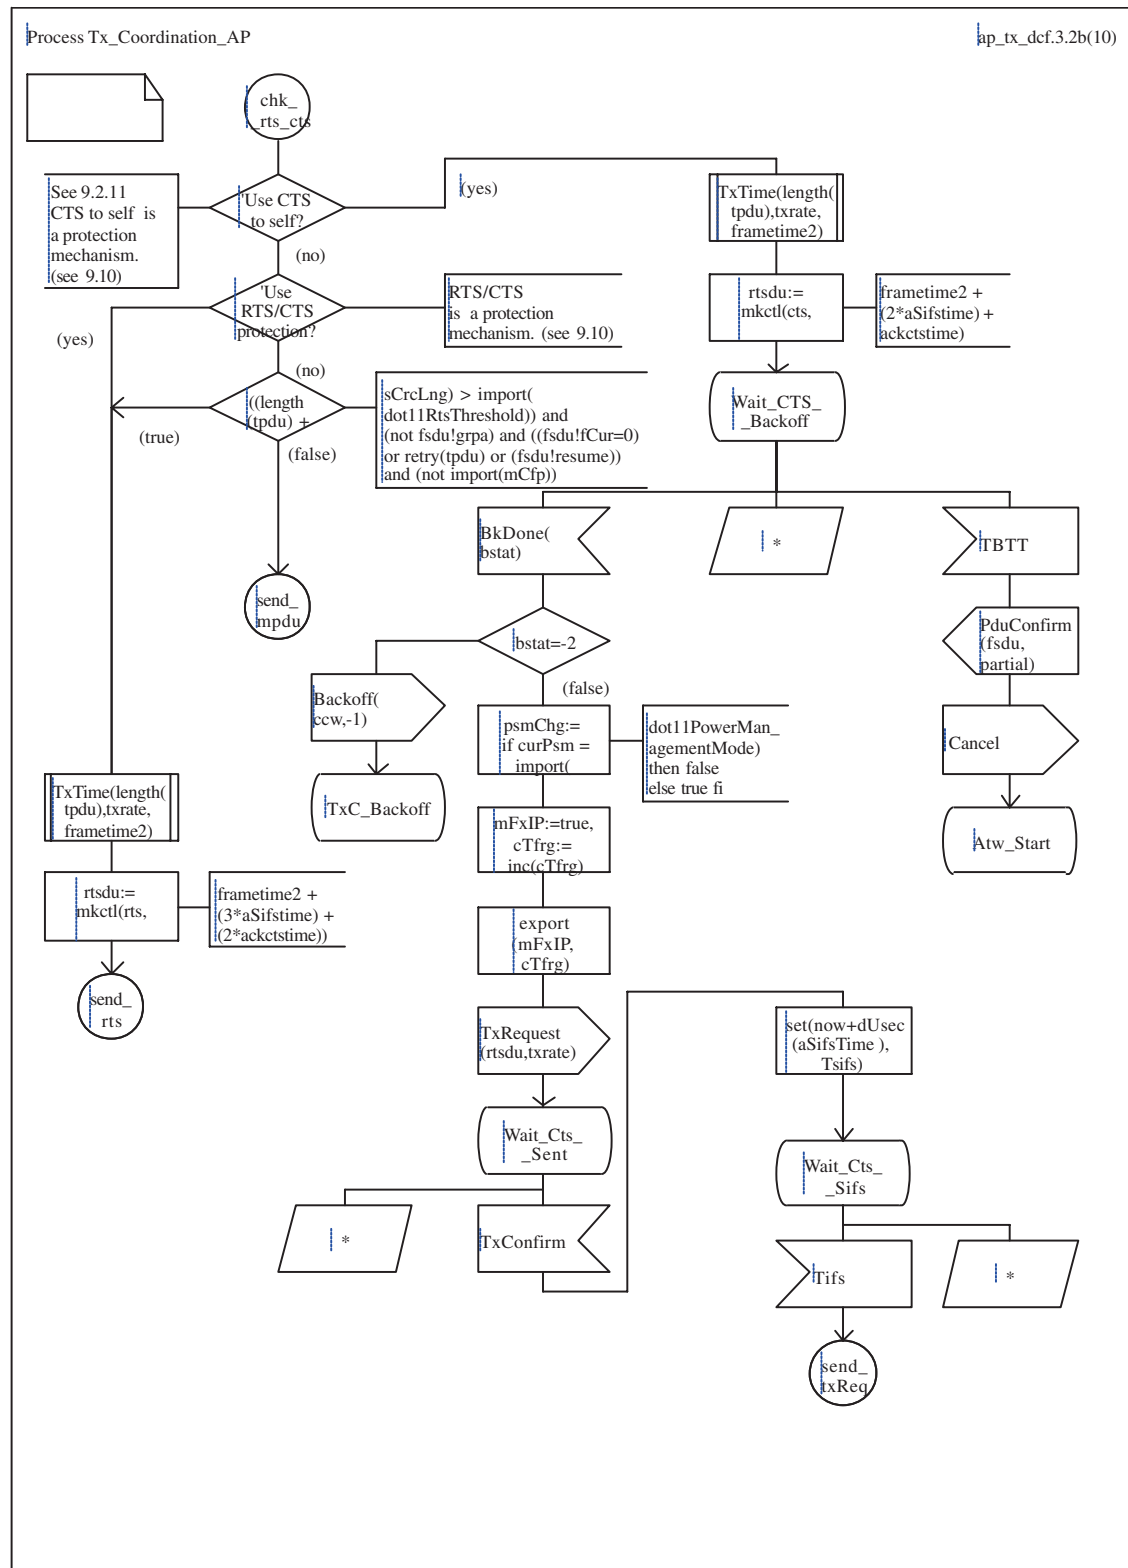 Process Tx_Coordination_AP
ap_tx_dcf.3.2b(10)
chk_
_rts_cts
See 9.2.11
CTS to self is
a protection
mechanism.
(see 9.10)
'Use CTS
to self?
(yes)
(no)
TxTime(length(
tpdu),txrate,
frametime2)
'Use
RTS/CTS
protection?
RTS/CTS
is a protection
mechanism. (see 9.10)
rtsdu:=
mkctl(cts,
frametime2 +
(2*aSifstime) +
ackctstime)
(yes)
(no)
((length
(tpdu) +
sCrcLng) > import(
dot11RtsThreshold)) and
(not fsdu!grpa) and ((fsdu!fCur=0)
or retry(tpdu) or (fsdu!resume))
and (not import(mCfp))
Wait_CTS_
_Backoff
(true)
(false)
BkDone(
bstat)
*
TBTT
send_
mpdu
bstat=-2
PduConfirm
(fsdu,
partial)
(false)
Backoff(
ccw,-1)
psmChg:=
if curPsm =
import(
dot11PowerMan_
agementMode)
then false
else true fi
Cancel
TxTime(length(
tpdu),txrate,
frametime2)
TxC_Backoff
mFxIP:=true,
cTfrg:=
inc(cTfrg)
Atw_Start
rtsdu:=
mkctl(rts,
frametime2 +
(3*aSifstime) +
(2*ackctstime))
export
(mFxIP,
cTfrg)
send_
rts
TxRequest
(rtsdu,txrate)
set(now+dUsec
(aSifsTime ),
Tsifs)
Wait_Cts_
_Sent
Wait_Cts_
_Sifs
*
TxConfirm
Tifs
*
send_
txReq